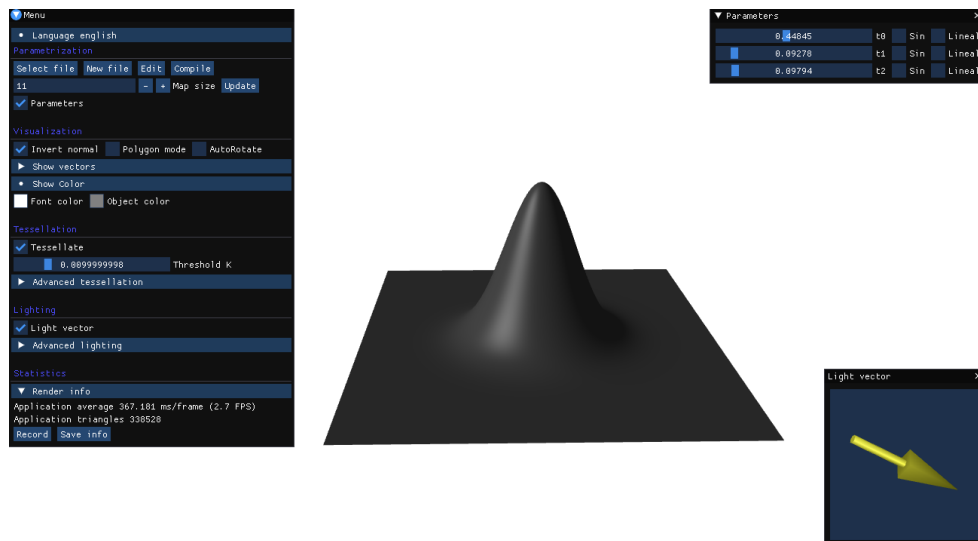 Menu
Language english
Parametrization
Select file New file Edit Compile
11 - + Map size Update
Parameters
Visualization
Invert normal Polygon mode AutoRotate
Show vectors
Show Color
Font color Object color
Tessellation
Tessellate
0.0099999998 Threshold K
Advanced tessellation
Lighting
Light vector
Advanced lighting
Statistics
Render info
Application average 367.181 ms/frame (2.7 FPS)
Application triangles 338528
Record Save info
Parameters X
0.44845 t0 Sin Lineal
0.09278 t1 Sin Lineal
0.09794 t2 Sin Lineal
Light vector X